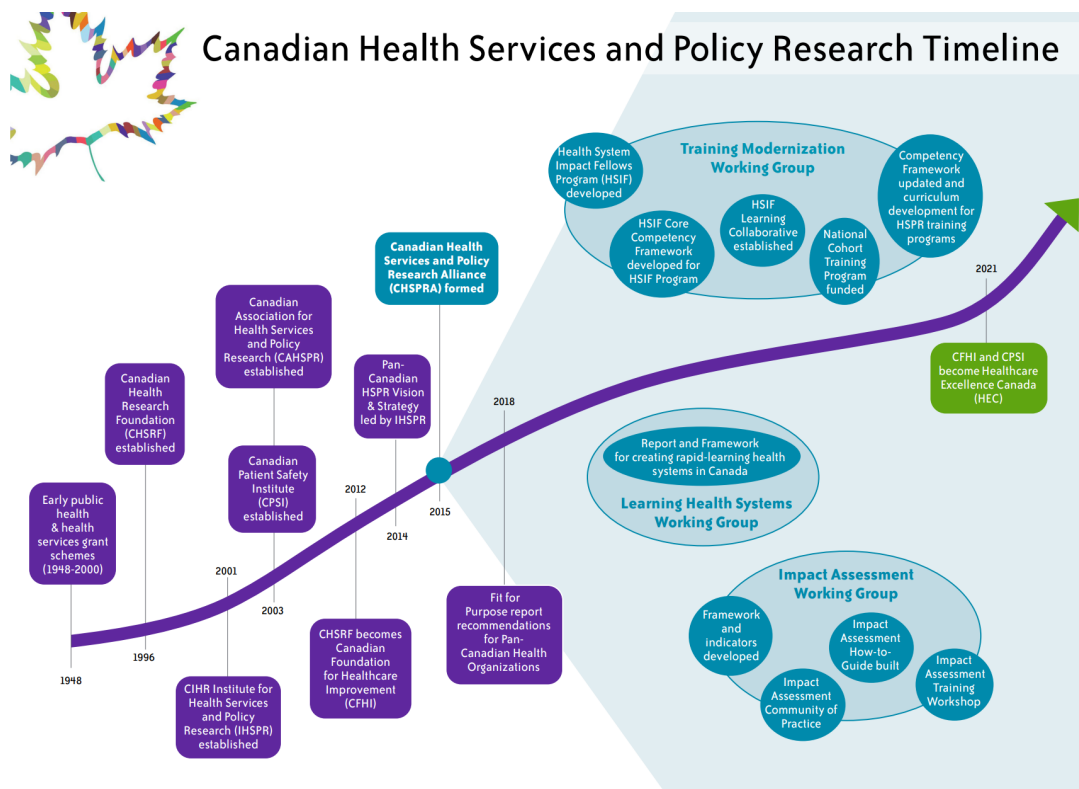 Canadian Health Services and Policy Research Timeline
Early public
health
& health
services grant
schemes
(1948-2000)
1948
Canadian
Health
Research
Foundation
(CHSRF)
established
1996
2001
CIHR Institute for
Health Services
and Policy
Research (IHSPR)
established
Canadian
Association for
Health Services
and Policy
Research (CAHSPR)
established
Canadian
Patient Safety
Institute
(CPSI)
established
2003
2012
CHSRF becomes
Canadian
Foundation
for Healthcare
Improvement
(CFHI)
Pan-
Canadian
HSPR Vision
& Strategy
led by IHSPR
2014
Canadian Health
Services and Policy
Research Alliance
(CHSPRA) formed
2015
2018
Fit for
Purpose report
recommendations
for Pan-
Canadian Health
Organizations
Training Modernization
Working Group
Health System
Impact Fellows
Program (HSIF)
developed
HSIF Core
Competency
Framework
developed for
HSIF Program
HSIF
Learning
Collaborative
established
National
Cohort
Training
Program
funded
Competency
Framework
updated and
curriculum
development for
HSPR training
programs
2021
CFHI and CPSI
become Healthcare
Excellence Canada
(HEC)
Report and Framework
for creating rapid-learning health
systems in Canada
Learning Health Systems
Working Group
Impact Assessment
Working Group
Framework
and
indicators
developed
Impact
Assessment
Community of
Practice
Impact
Assessment
How-to-
Guide built
Impact
Assessment
Training
Workshop